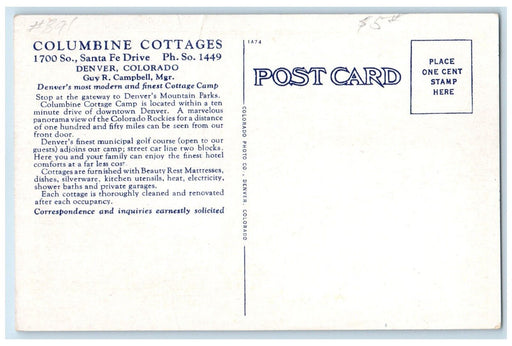 #891
$5#
COLUMBINE COTTAGES
1700 So., Santa Fe Drive Ph. So. 1449
DENVER, COLORADO
Guy R. Campbell, Mgr.
Denver's most modern and finest Cottage Camp
Stop at the gateway to Denver's Mountain Parks.
Columbine Cottage Camp is located within a ten
minute drive of downtown Denver. A marvelous
panorama view of the Colorado Rockies for a distance
of one hundred and fifty miles can be seen from our
front door.
Denver's finest municipal golf course (open to our
guests) adjoins our camp; street car line two blocks.
Here you and your family can enjoy the finest hotel
comforts at a far less cost.
Cottages are furnished with Beauty Rest Mattresses,
dishes, silverware, kitchen utensils, heat, electricity,
shower baths and private garages.
Each cottage is thoroughly cleaned and renovated
after each occupancy.
Correspondence and inquiries earnestly solicited
1A74
COLORADO PHOTO CO., DENVER, COLORADO
POST CARD
PLACE
ONE CENT
STAMP
HERE